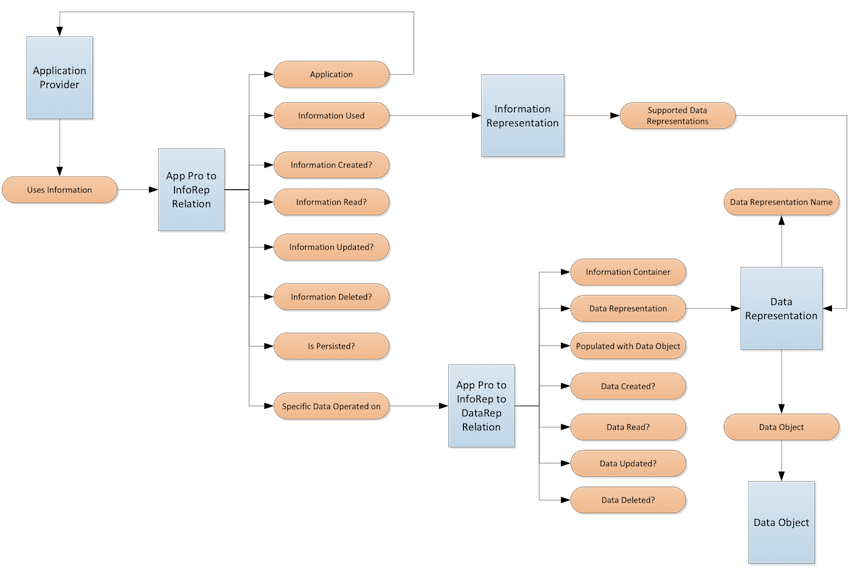 Application
Provider
Uses Information
App Pro to
InfoRep
Relation
Application
Information Used
Information Created?
Information Read?
Information Updated?
Information Deleted?
Is Persisted?
Specific Data Operated on
Information
Representation
Supported Data
Representations
Data Representation Name
Data
Representation
App Pro to
InfoRep to
DataRep
Relation
Information Container
Data Representation
Populated with Data Object
Data Created?
Data Read?
Data Updated?
Data Deleted?
Data Object
Data Object